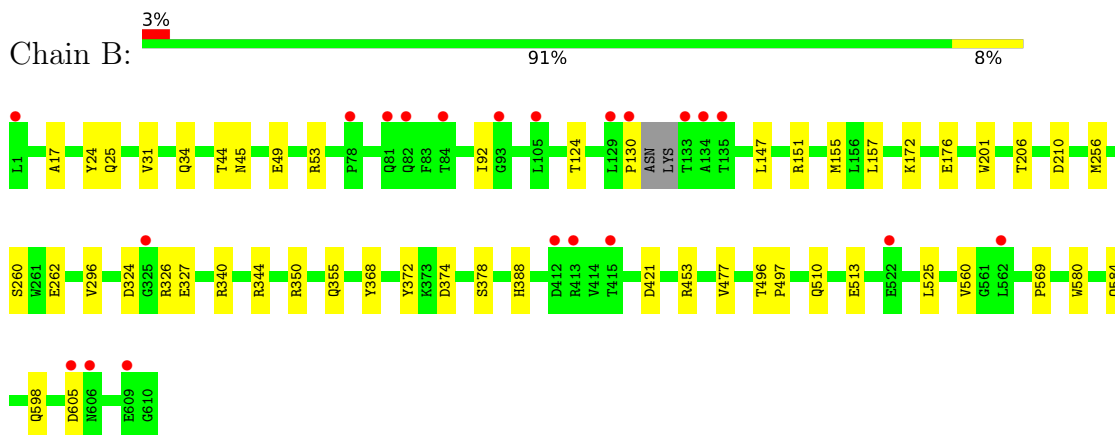 3%
Chain B:
91% 8%
L1 A17 Y24 Q25 V31 Q34 T44 N45 E49 R53 P78 Q81 Q82 F83 T84 I92 G93 L105 T124 L129 P130 ASN LYS T133 A134 T135 L147 R151 M155 L156 L157 K172 E176 W201 T206 D210 M256
S260 W261 E262 V296 D324 G325 R326 E327 R340 R344 R350 Q355 Y368 Y372 K373 D374 S378 H388 D412 R413 V414 T415 D421 R453 V477 T496 P497 Q510 E513 E522 L525 V560 G561 L562 P569 W580
Q598 D605 N606 E609 G610